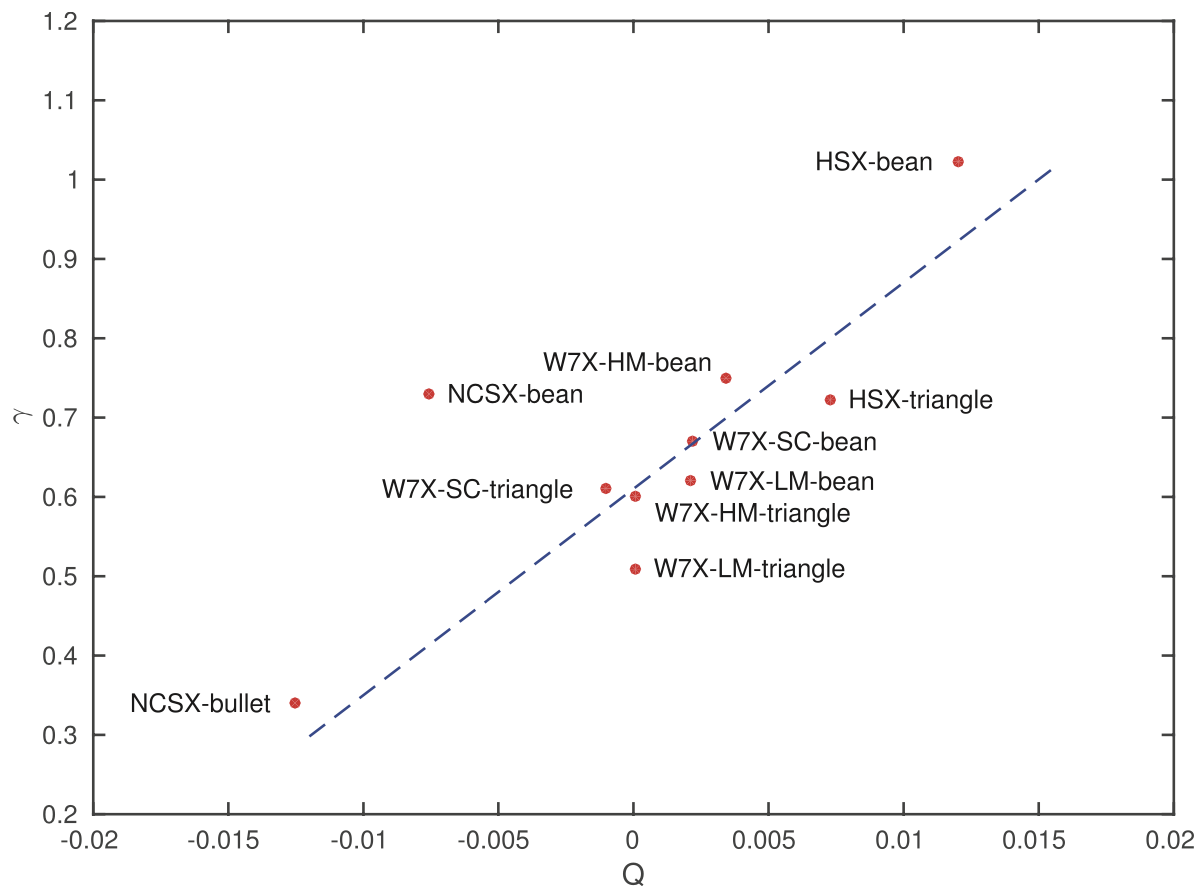 1.2
1.1
1
0.9
0.8
0.7
0.6
0.5
0.4
0.3
0.2
γ
HSX-bean
W7X-HM-bean
NCSX-bean
HSX-triangle
W7X-SC-bean
W7X-LM-bean
W7X-SC-triangle
W7X-HM-triangle
W7X-LM-triangle
NCSX-bullet
-0.02 -0.015 -0.01 -0.005 0 0.005 0.01 0.015 0.02
Q